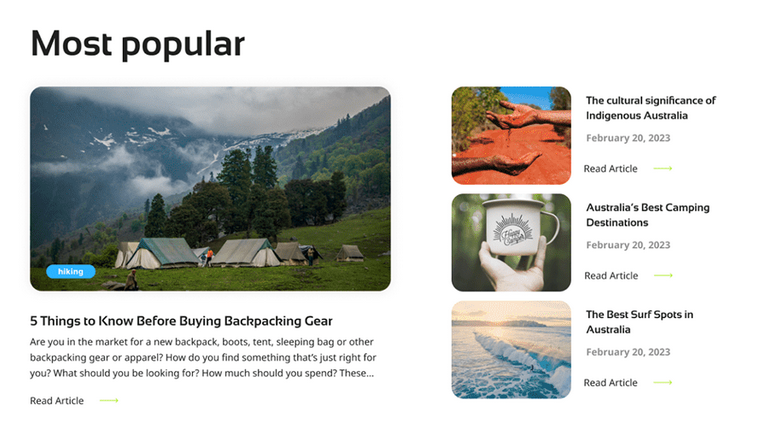 Most popular
hiking
5 Things to Know Before Buying Backpacking Gear
Are you in the market for a new backpack, boots, tent, sleeping bag or other
backpacking gear or apparel? How do you find something that's just right for
you? What should you be looking for? How much should you spend? These...
Read Article
The cultural significance of
Indigenous Australia
February 20, 2023
Read Article
Happy
Camper
Australia's Best Camping
Destinations
February 20, 2023
Read Article
The Best Surf Spots in
Australia
February 20, 2023
Read Article